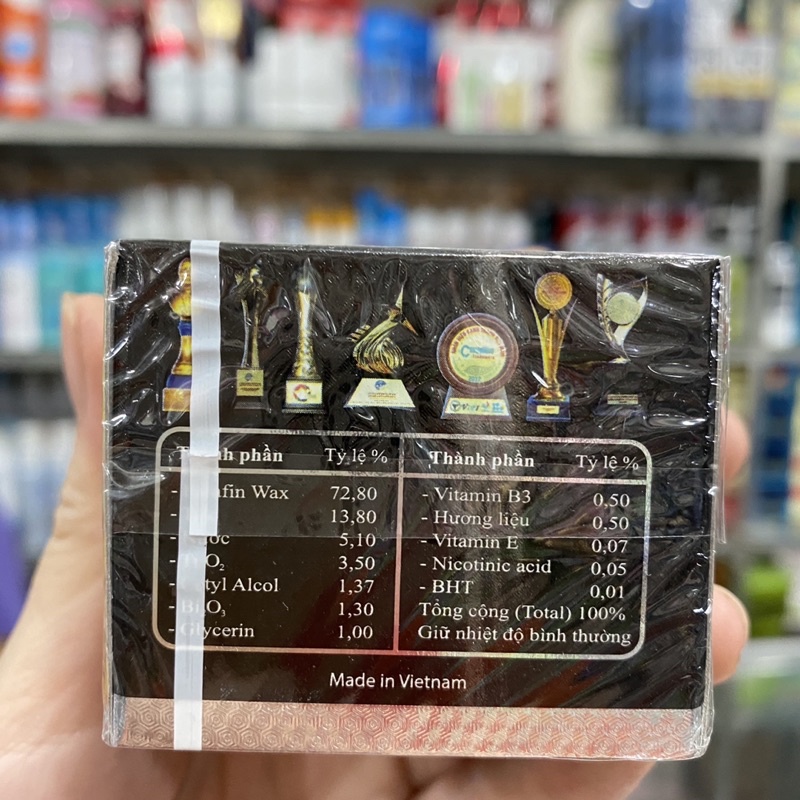 Thành phần Tỷ lệ %
Wax 72,80
13,80
5,10
3,50
Alcol 1,37
1,30
Glycerin 1,00
Thành phần Tỷ lệ %
- Vitamin B3 0,50
- Hương liệu 0,50
- Vitamin E 0,07
- Nicotinic acid 0,05
- BHT 0,01
Tổng cộng (Total) 100%
Giữ nhiệt độ bình thường
Made in Vietnam